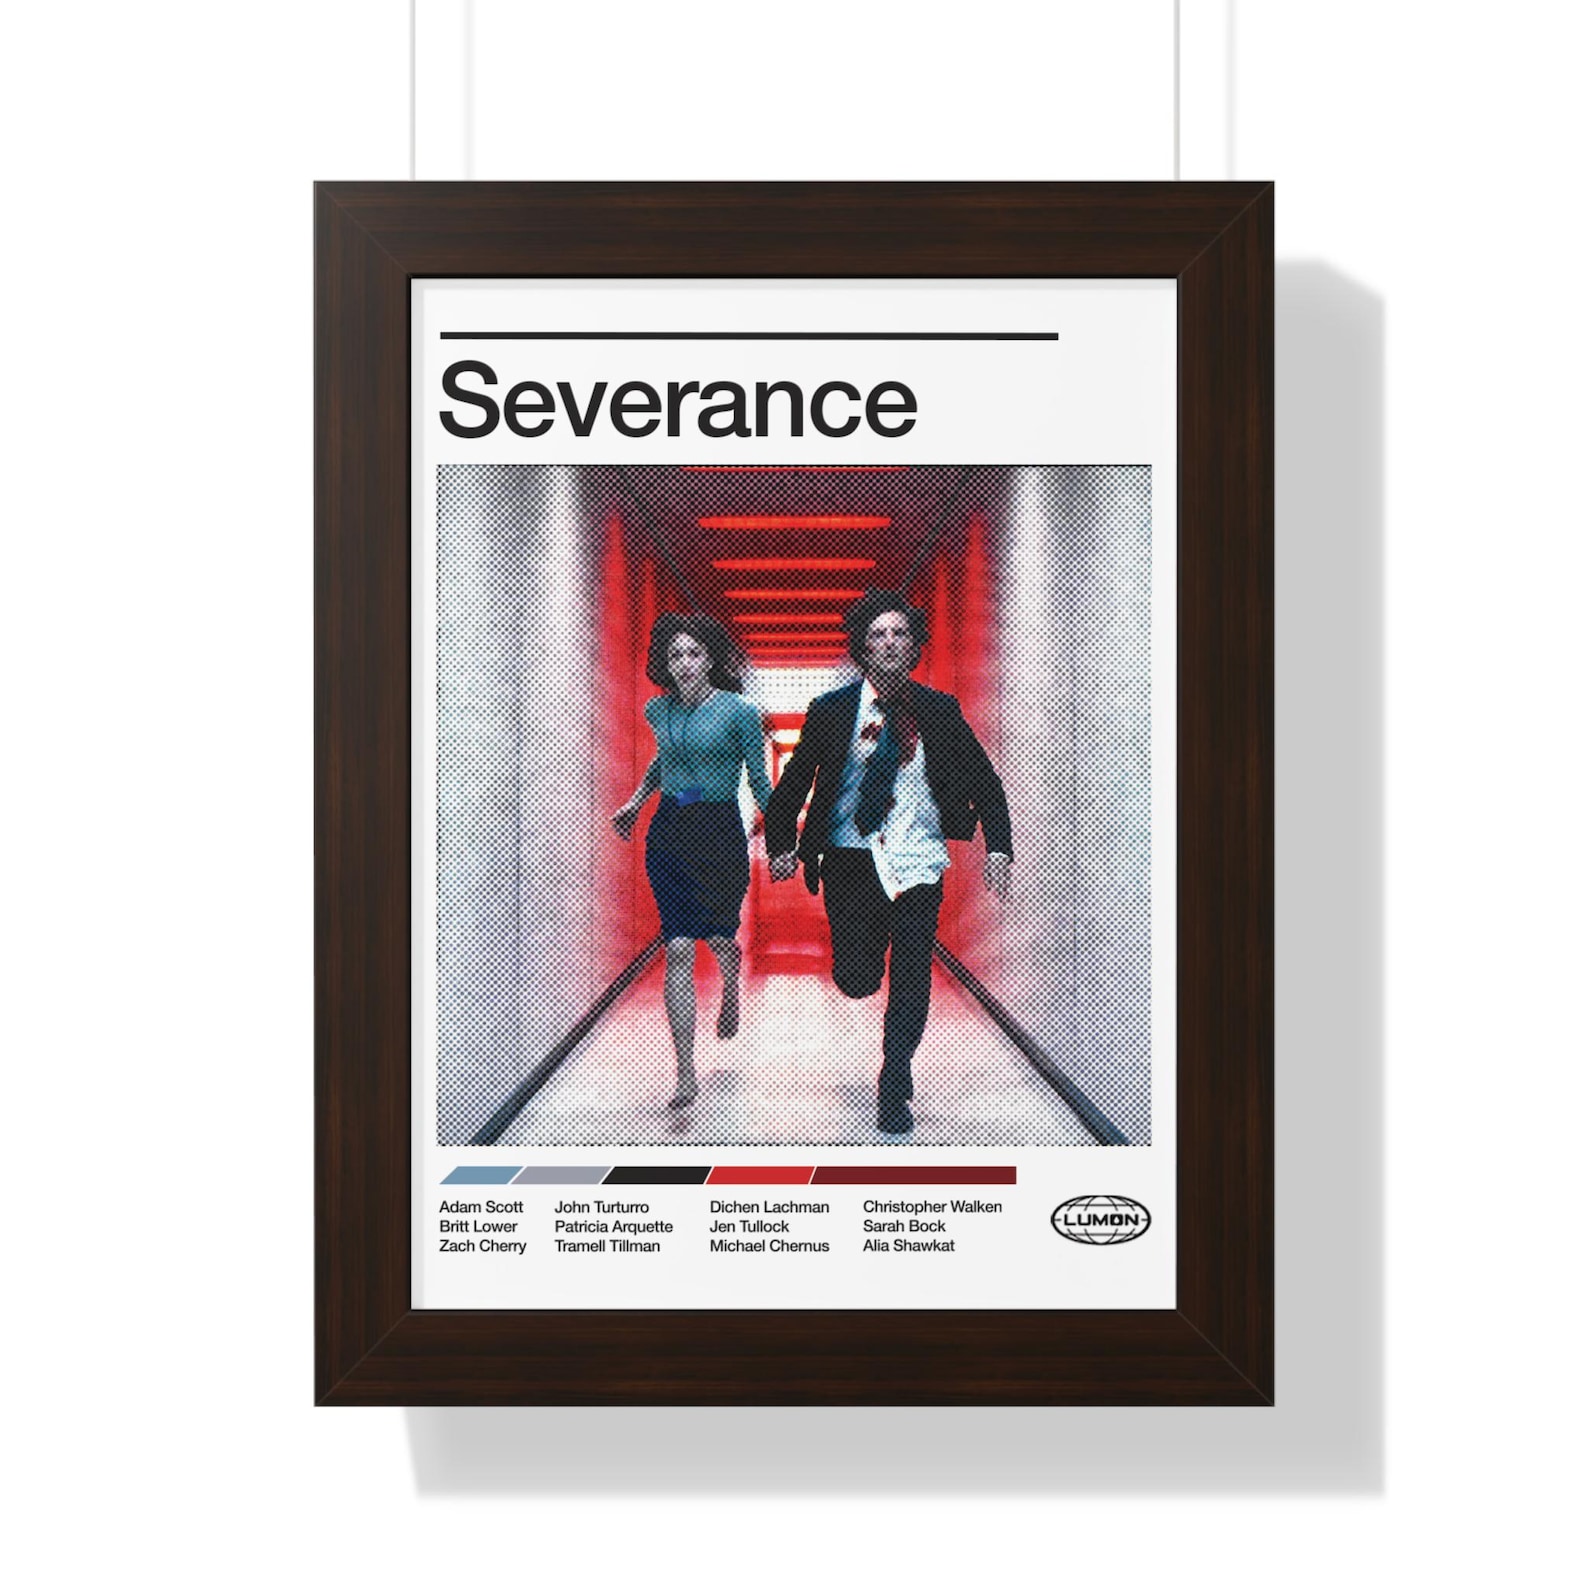 Severance
Adam Scott
Britt Lower
Zach Cherry
John Turturro
Patricia Arquette
Tramell Tillman
Dichen Lachman
Jen Tullock
Michael Chernus
Christopher Walken
Sarah Bock
Alia Shawkat
LUMON